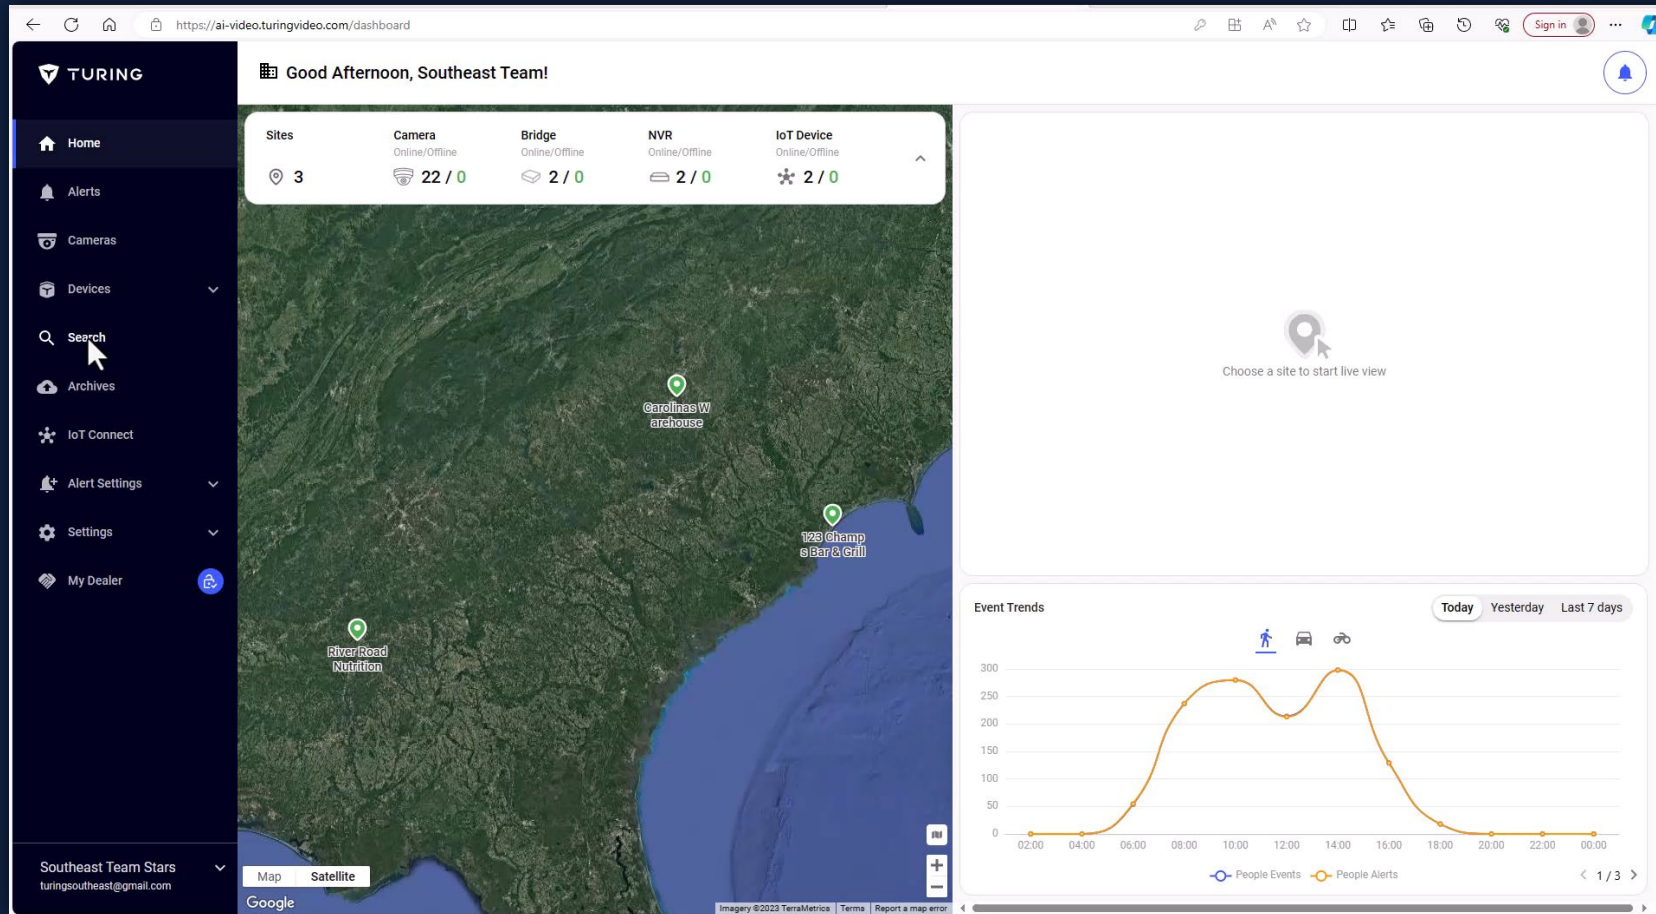 https://ai-video.turingvideo.com/dashboard
Sign in
TURING
Good Afternoon, Southeast Team!
Home
Alerts
Cameras
Devices
Search
Archives
IoT Connect
Alert Settings
Settings
My Dealer
Southeast Team Stars
turingsoutheast@gmail.com
Sites
3
Camera
Online/Offline
22 / 0
Bridge
Online/Offline
2 / 0
NVR
Online/Offline
2 / 0
IoT Device
Online/Offline
2 / 0
Carolinas W
arehouse
123 Champ
s Bar & Grill
River Road
Nutrition
Map Satellite
Google
Imagery ©2023 TerraMetrics Terms Report a map error
Choose a site to start live view
Event Trends
Today Yesterday Last 7 days
300
250
200
150
100
50
0
02:00 04:00 06:00 08:00 10:00 12:00 14:00 16:00 18:00 20:00 22:00 00:00
People Events People Alerts
1 / 3